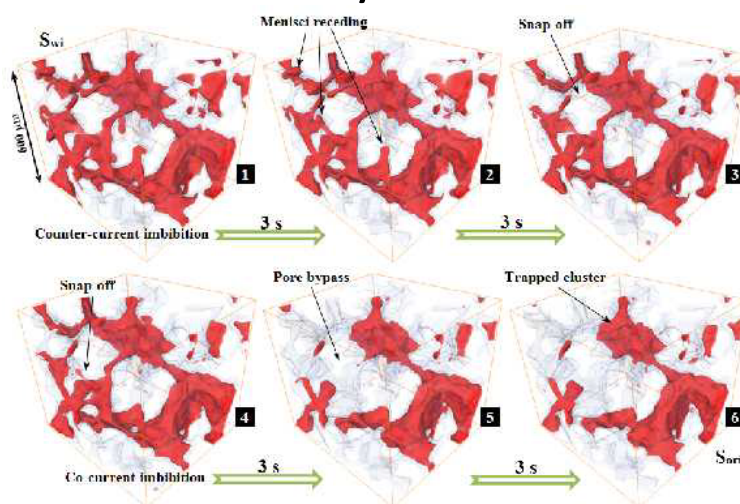 Swi
Menisci receding
Snap off
600 μm
1
2
3
Counter-current imbibition
3 s
3 s
Snap off
Pore bypass
Trapped cluster
4
5
6
Sori
Co-current imbibition
3 s
3 s